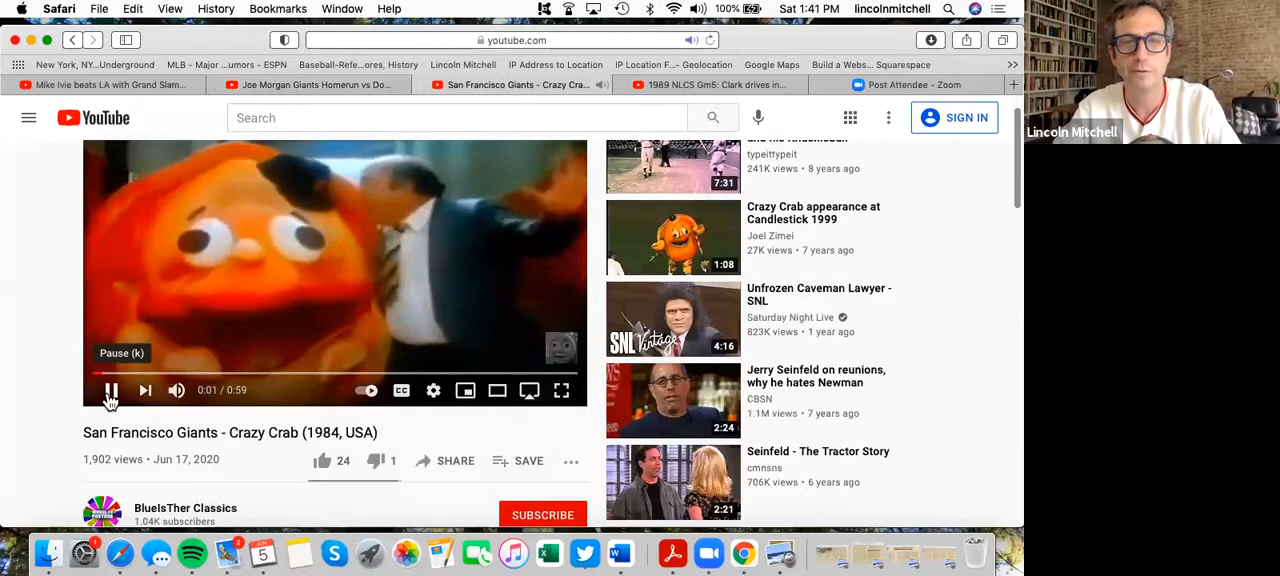 Safari File Edit View History Bookmarks Window Help 100% Sat 1:41 PM lincolnmitchell
youtube.com
New York, NY...Underground MLB - Major ...umors - ESPN Baseball-Refe...ores, History Lincoln Mitchell IP Address to Location IP Location F...- Geolocation Google Maps Build a Web... Squarespace >>
Mike Ivie beats LA with Grand Slam... Joe Morgan Giants Homerun vs Do... San Francisco Giants - Crazy Cra... 1989 NLCS Gm5: Clark drives in... Post Attendee - Zoom
Lincoln Mitchell
YouTube Search SIGN IN
typeittypeit
241K views • 8 years ago
7:31
Crazy Crab appearance at
Candlestick 1999
Joel Zimei
27K views • 7 years ago
1:08
Unfrozen Caveman Lawyer -
SNL
Saturday Night Live
823K views • 1 year ago
SNL Vintage
4:16
Jerry Seinfeld on reunions,
why he hates Newman
CBSN
1.1M views • 7 years ago
2:24
Seinfeld - The Tractor Story
cmnsns
706K views • 6 years ago
2:21
Pause (k)
0:01 / 0:59 CC
San Francisco Giants - Crazy Crab (1984, USA)
1,902 views • Jun 17, 2020 24 1 SHARE SAVE
BlueIsTher Classics
1.04K subscribers
SUBSCRIBE
1 2 5